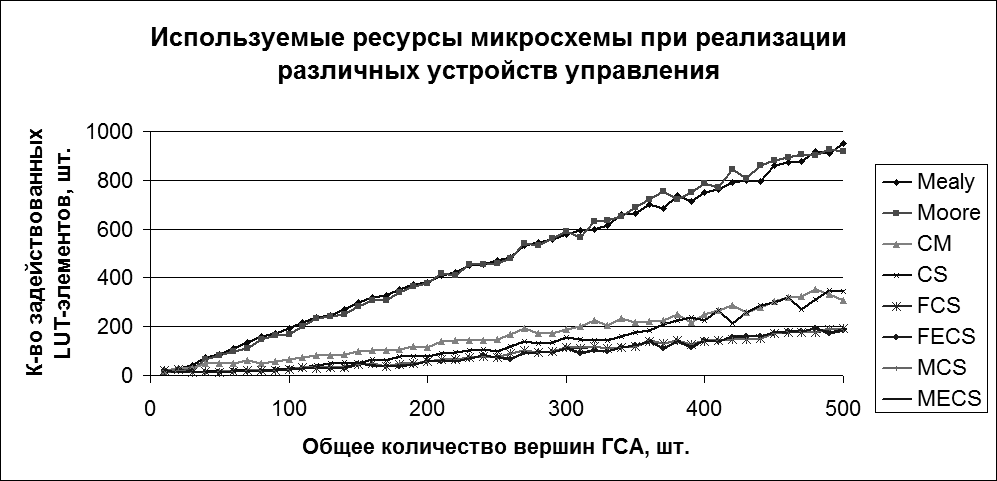 Используемые ресурсы микросхемы при реализации
различных устройств управления
К-во задействованных
LUT-элементов, шт.
1000
800
600
400
200
0
0 100 200 300 400 500
Общее количество вершин ГСА, шт.
Mealy
Moore
CM
CS
FCS
FECS
MCS
MECS